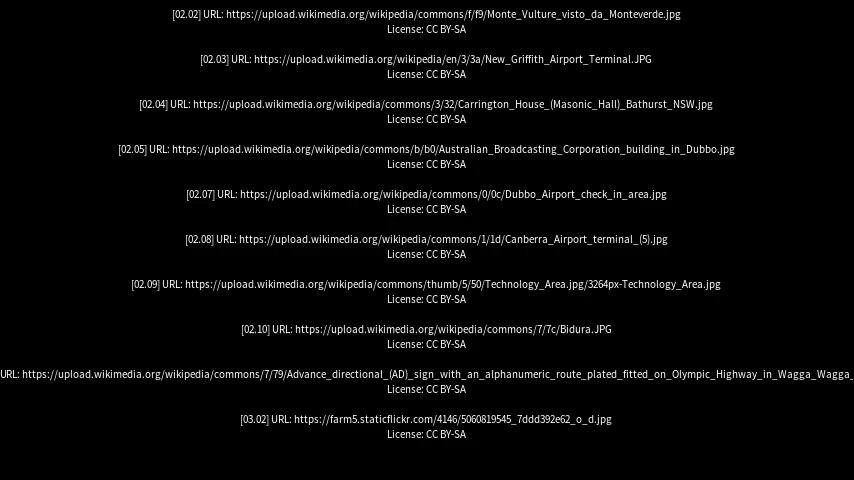 [02.02] URL: https://upload.wikimedia.org/wikipedia/commons/f/f9/Monte_Vulture_visto_da_Monteverde.jpg
License: CC BY-SA
[02.03] URL: https://upload.wikimedia.org/wikipedia/en/3/3a/New_Griffith_Airport_Terminal.JPG
License: CC BY-SA
[02.04] URL: https://upload.wikimedia.org/wikipedia/commons/3/32/Carrington_House_(Masonic_Hall)_Bathurst_NSW.jpg
License: CC BY-SA
[02.05] URL: https://upload.wikimedia.org/wikipedia/commons/b/b0/Australian_Broadcasting_Corporation_building_in_Dubbo.jpg
License: CC BY-SA
[02.07] URL: https://upload.wikimedia.org/wikipedia/commons/0/0c/Dubbo_Airport_check_in_area.jpg
License: CC BY-SA
[02.08] URL: https://upload.wikimedia.org/wikipedia/commons/1/1d/Canberra_Airport_terminal_(5).jpg
License: CC BY-SA
[02.09] URL: https://upload.wikimedia.org/wikipedia/commons/thumb/5/50/Technology_Area.jpg/3264px-Technology_Area.jpg
License: CC BY-SA
[02.10] URL: https://upload.wikimedia.org/wikipedia/commons/7/7c/Bidura.JPG
License: CC BY-SA
URL: https://upload.wikimedia.org/wikipedia/commons/7/79/Advance_directional_(AD)_sign_with_an_alphanumeric_route_plated_fitted_on_Olympic_Highway_in_Wagga_Wagga_
License: CC BY-SA
[03.02] URL: https://farm5.staticflickr.com/4146/5060819545_7ddd392e62_o_d.jpg
License: CC BY-SA